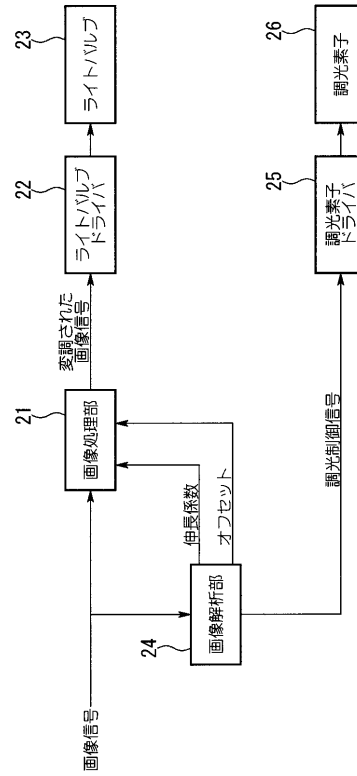 画像信号
21
画像処理部
変調された
画像信号
22
ライトバルブ
ドライバ
23
ライトバルブ
24
画像解析部
伸長係数
オフセット
調光制御信号
25
調光素子
ドライバ
26
調光素子